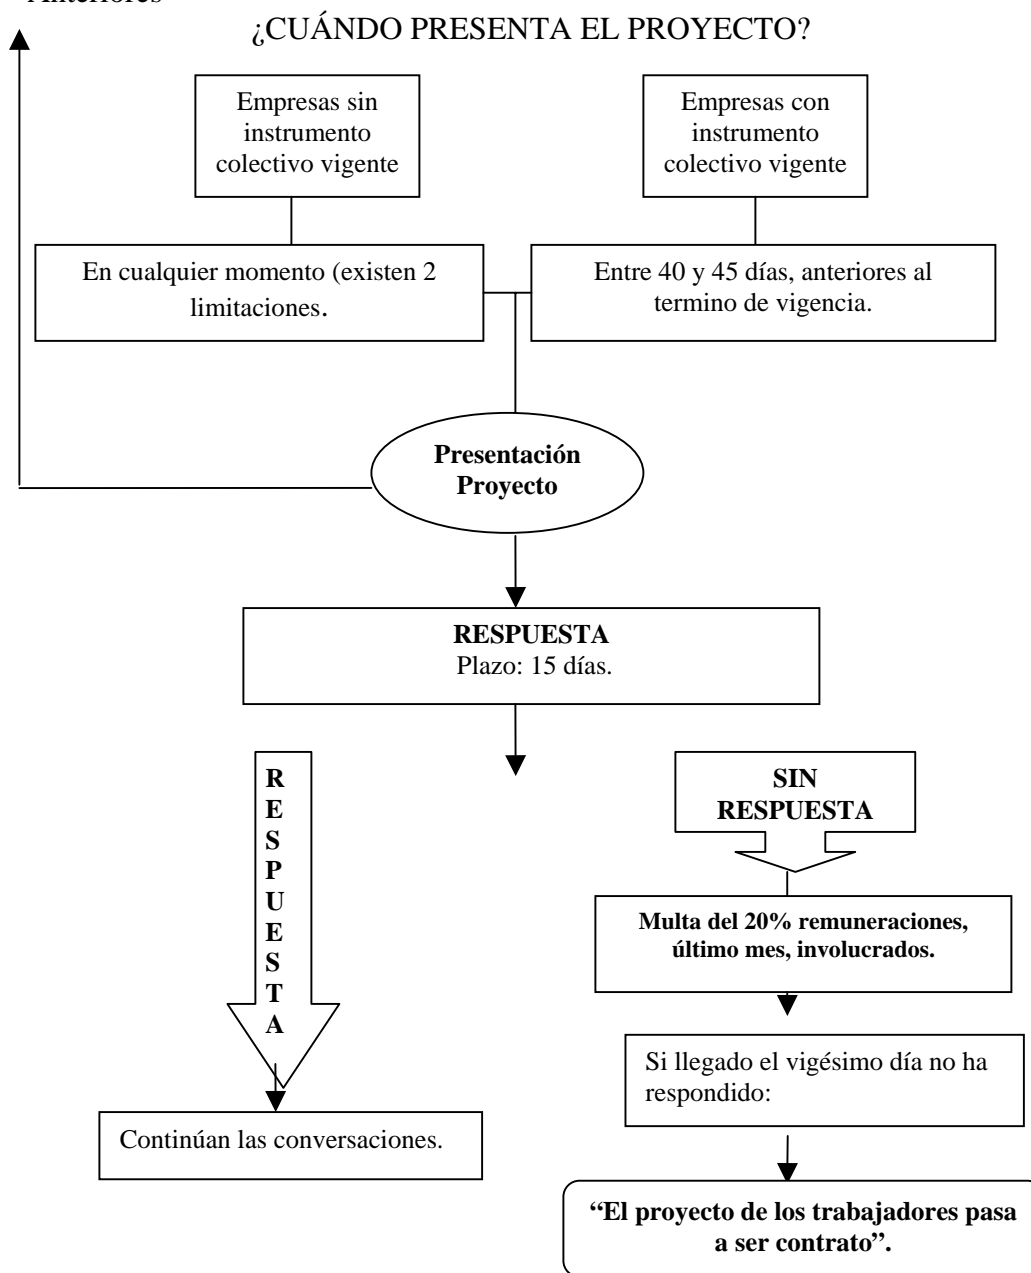 Anteriores
¿CUÁNDO PRESENTA EL PROYECTO?
Empresas sin
instrumento
colectivo vigente
Empresas con
instrumento
colectivo vigente
En cualquier momento (existen 2
limitaciones.
Entre 40 y 45 días, anteriores al
termino de vigencia.
Presentación
Proyecto
RESPUESTA
Plazo: 15 días.
R
E
S
P
U
E
S
T
A
SIN
RESPUESTA
Multa del 20% remuneraciones,
último mes, involucrados.
Si llegado el vigésimo día no ha
respondido:
Continúan las conversaciones.
“El proyecto de los trabajadores pasa
a ser contrato”.